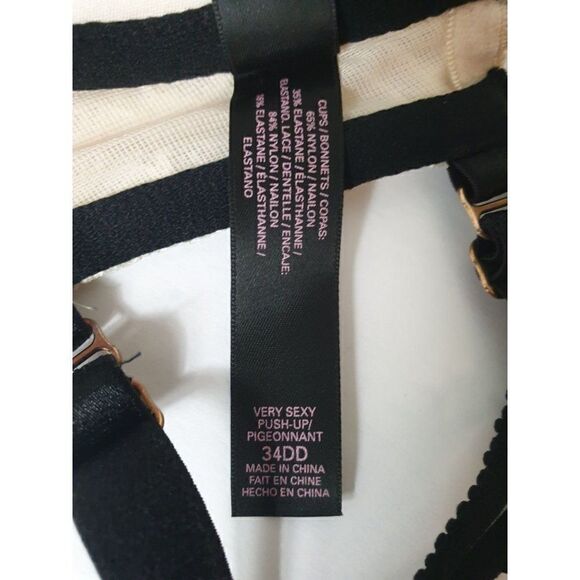 CUPS / BONNETS / COPAS:
65% NYLON / NAILON
35% ELASTANE / ÉLASTHANNE /
ELASTANO. LACE / DENTELLE / ENCAJE:
84% NYLON / NAILON
16% ELASTANE / ÉLASTHANNE /
ELASTANO
VERY SEXY
PUSH-UP/
PIGEONNANT
34DD
MADE IN CHINA
FAIT EN CHINE
HECHO EN CHINA